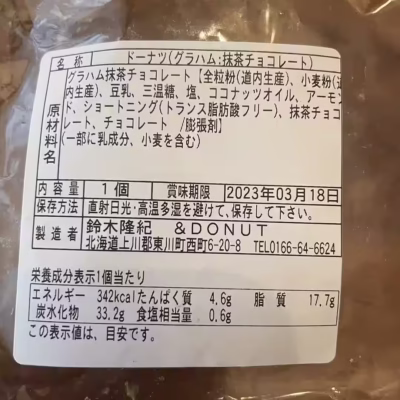 名 称 ドーナツ(グラハム:抹茶チョコレート)
原材料名 グラハム抹茶チョコレート【全粒粉(道内生産)、小麦粉(道
内生産)、豆乳、三温糖、塩、ココナッツオイル、アーモン
ド、ショートニング(トランス脂肪酸フリー)、抹茶チョコ
レート、チョコレート /膨張剤】
(一部に乳成分、小麦を含む)
内容量 1個 賞味期限 2023年03月18日
保存方法 直射日光・高温多湿を避けて、保存して下さい。
製造者 鈴木隆紀 &DONUT
北海道上川郡東川町西町6-20-8 TEL0166-64-6624
栄養成分表示1個当たり
エネルギー 342kcal たんぱく質 4.6g 脂質 17.7g
炭水化物 33.2g 食塩相当量 0.6g
この表示値は、目安です。